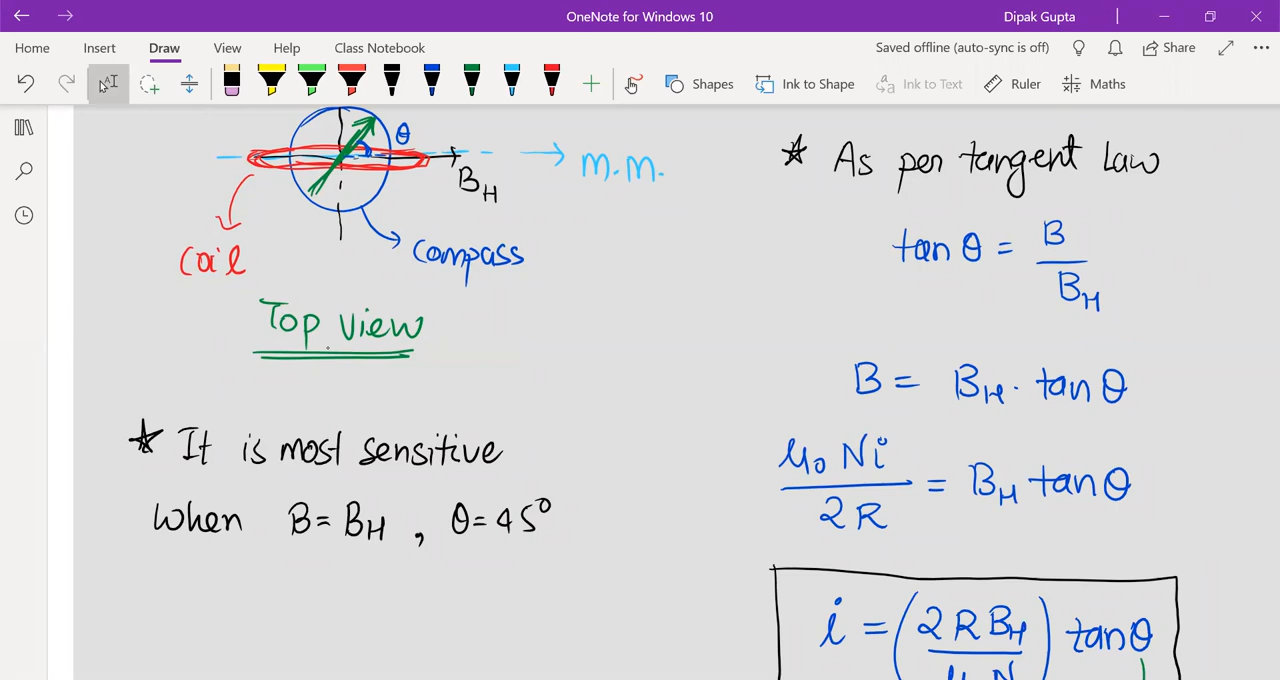 OneNote for Windows 10
Dipak Gupta
Home Insert Draw View Help Class Notebook
Saved offline (auto-sync is off)
Share
Shapes
Ink to Shape
Ink to Text
Ruler
Maths
θ
B_H
m.m.
coil
compass
Top view
★ It is most sensitive
When B = B_H , θ = 45°
★ As per tangent Law
tan θ = B / B_H
B = B_H . tan θ
μ₀ N i / 2R = B_H tan θ
i = (2 R B_H / μ₀ N) tan θ